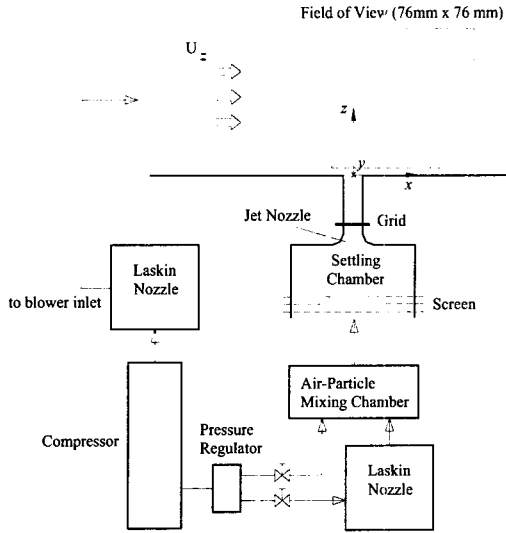 Field of View (76mm x 76 mm)
U
z
y
x
Jet Nozzle
Grid
Settling
Chamber
Screen
Laskin
Nozzle
to blower inlet
Air-Particle
Mixing Chamber
Compressor
Pressure
Regulator
Laskin
Nozzle